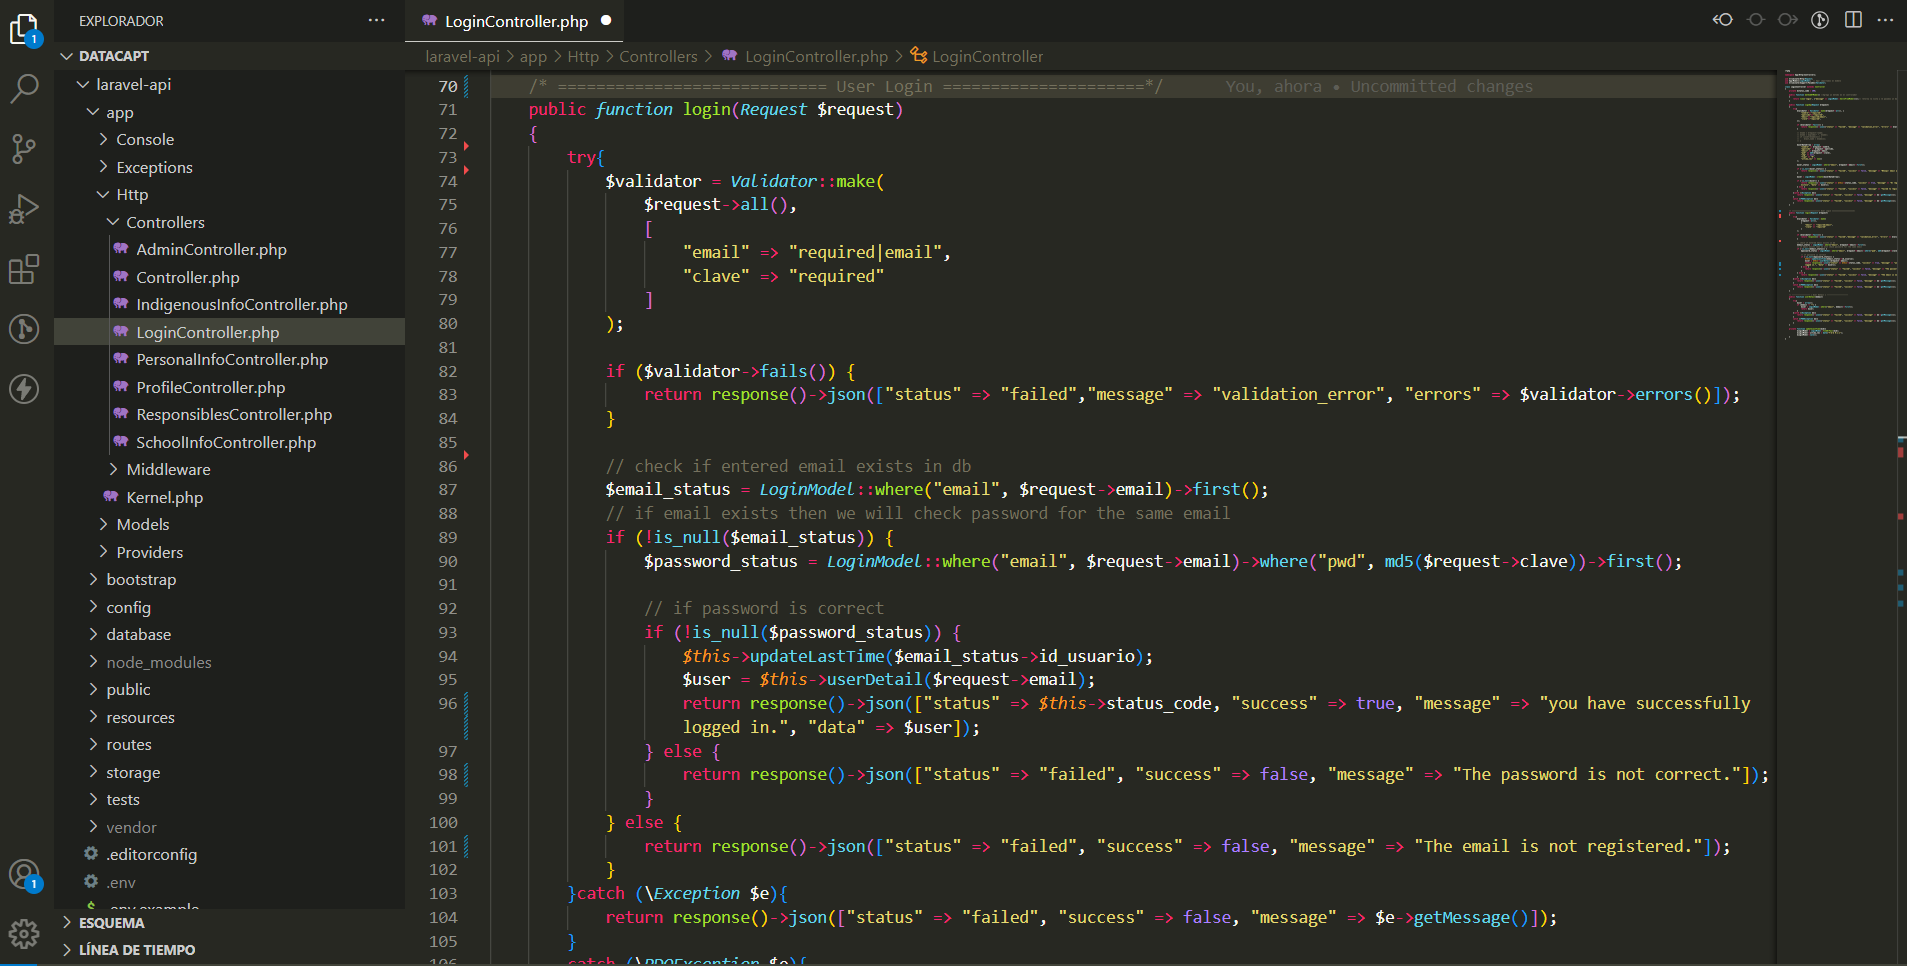 EXPLORADOR
LoginController.php
DATACAPT
laravel-api > app > Http > Controllers > LoginController.php > LoginController
laravel-api
app
Console
Exceptions
Http
Controllers
AdminController.php
Controller.php
IndigenousInfoController.php
LoginController.php
PersonalInfoController.php
ProfileController.php
ResponsiblesController.php
SchoolInfoController.php
Middleware
Kernel.php
Models
Providers
bootstrap
config
database
node_modules
public
resources
routes
storage
tests
vendor
.editorconfig
.env
.env.example
ESQUEMA
LÍNEA DE TIEMPO
1
1
70 /* ============================ User Login =====================*/ You, ahora • Uncommitted changes
71 public function login(Request $request)
72 {
73 try{
74 $validator = Validator::make(
75 $request->all(),
76 [
77 "email" => "required|email",
78 "clave" => "required"
79 ]
80 );
81
82 if ($validator->fails()) {
83 return response()->json(["status" => "failed","message" => "validation_error", "errors" => $validator->errors()]);
84 }
85
86 // check if entered email exists in db
87 $email_status = LoginModel::where("email", $request->email)->first();
88 // if email exists then we will check password for the same email
89 if (!is_null($email_status)) {
90 $password_status = LoginModel::where("email", $request->email)->where("pwd", md5($request->clave))->first();
91
92 // if password is correct
93 if (!is_null($password_status)) {
94 $this->updateLastTime($email_status->id_usuario);
95 $user = $this->userDetail($request->email);
96 return response()->json(["status" => $this->status_code, "success" => true, "message" => "you have successfully
logged in.", "data" => $user]);
97 } else {
98 return response()->json(["status" => "failed", "success" => false, "message" => "The password is not correct."]);
99 }
100 } else {
101 return response()->json(["status" => "failed", "success" => false, "message" => "The email is not registered."]);
102 }
103 }catch (\Exception $e){
104 return response()->json(["status" => "failed", "success" => false, "message" => $e->getMessage()]);
105 }
106 catch (\PDOException $e){